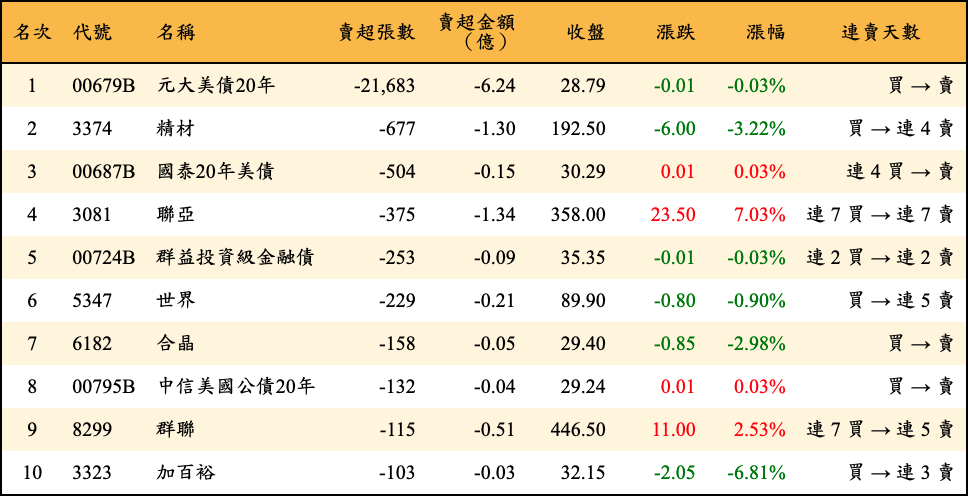 名次 代號 名稱 賣超張數 賣超金額（億） 收盤 漲跌 漲幅 連賣天數
1 00679B 元大美債20年 -21,683 -6.24 28.79 -0.01 -0.03% 買 → 賣
2 3374 精材 -677 -1.30 192.50 -6.00 -3.22% 買 → 連 4 賣
3 00687B 國泰20年美債 -504 -0.15 30.29 0.01 0.03% 連 4 買 → 賣
4 3081 聯亞 -375 -1.34 358.00 23.50 7.03% 連 7 買 → 連 7 賣
5 00724B 群益投資級金融債 -253 -0.09 35.35 -0.01 -0.03% 連 2 買 → 連 2 賣
6 5347 世界 -229 -0.21 89.90 -0.80 -0.90% 買 → 連 5 賣
7 6182 合晶 -158 -0.05 29.40 -0.85 -2.98% 買 → 賣
8 00795B 中信美國公債20年 -132 -0.04 29.24 0.01 0.03% 買 → 賣
9 8299 群聯 -115 -0.51 446.50 11.00 2.53% 連 7 買 → 連 5 賣
10 3323 加百裕 -103 -0.03 32.15 -2.05 -6.81% 買 → 連 3 賣